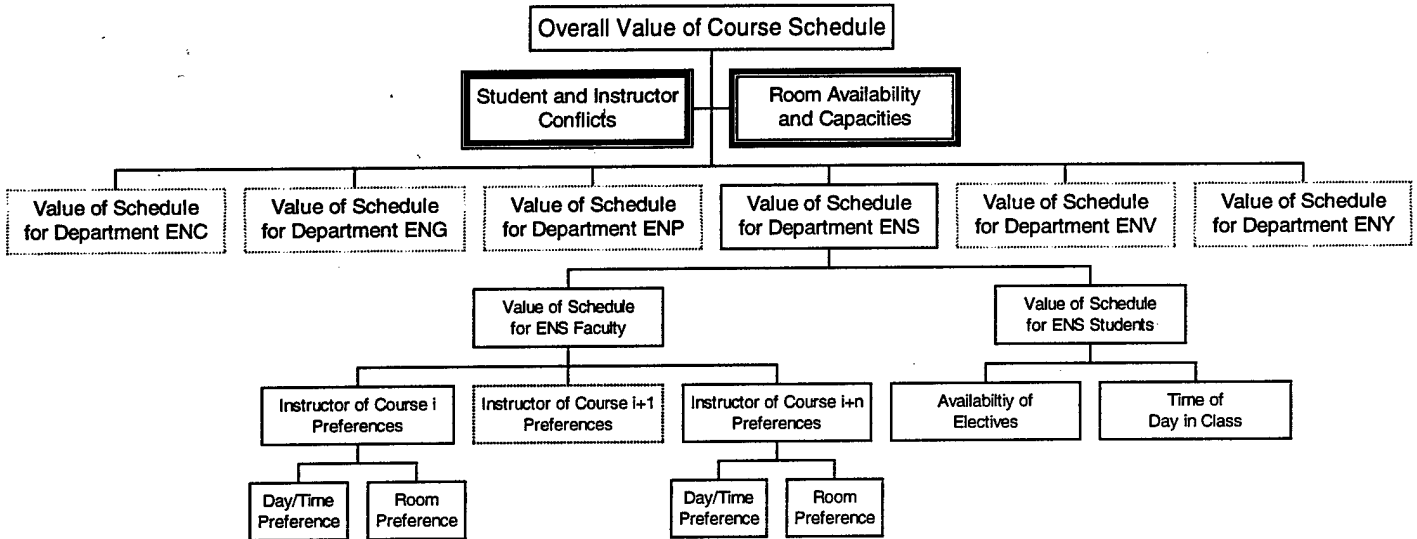 Overall Value of Course Schedule
Student and Instructor
Conflicts
Room Availability
and Capacities
Value of Schedule
for Department ENC
Value of Schedule
for Department ENG
Value of Schedule
for Department ENP
Value of Schedule
for Department ENS
Value of Schedule
for Department ENV
Value of Schedule
for Department ENY
Value of Schedule
for ENS Faculty
Value of Schedule
for ENS Students
Instructor of Course i
Preferences
Instructor of Course i+1
Preferences
Instructor of Course i+n
Preferences
Availabiltiy of
Electives
Time of
Day in Class
Day/Time
Preference
Room
Preference
Day/Time
Preference
Room
Preference